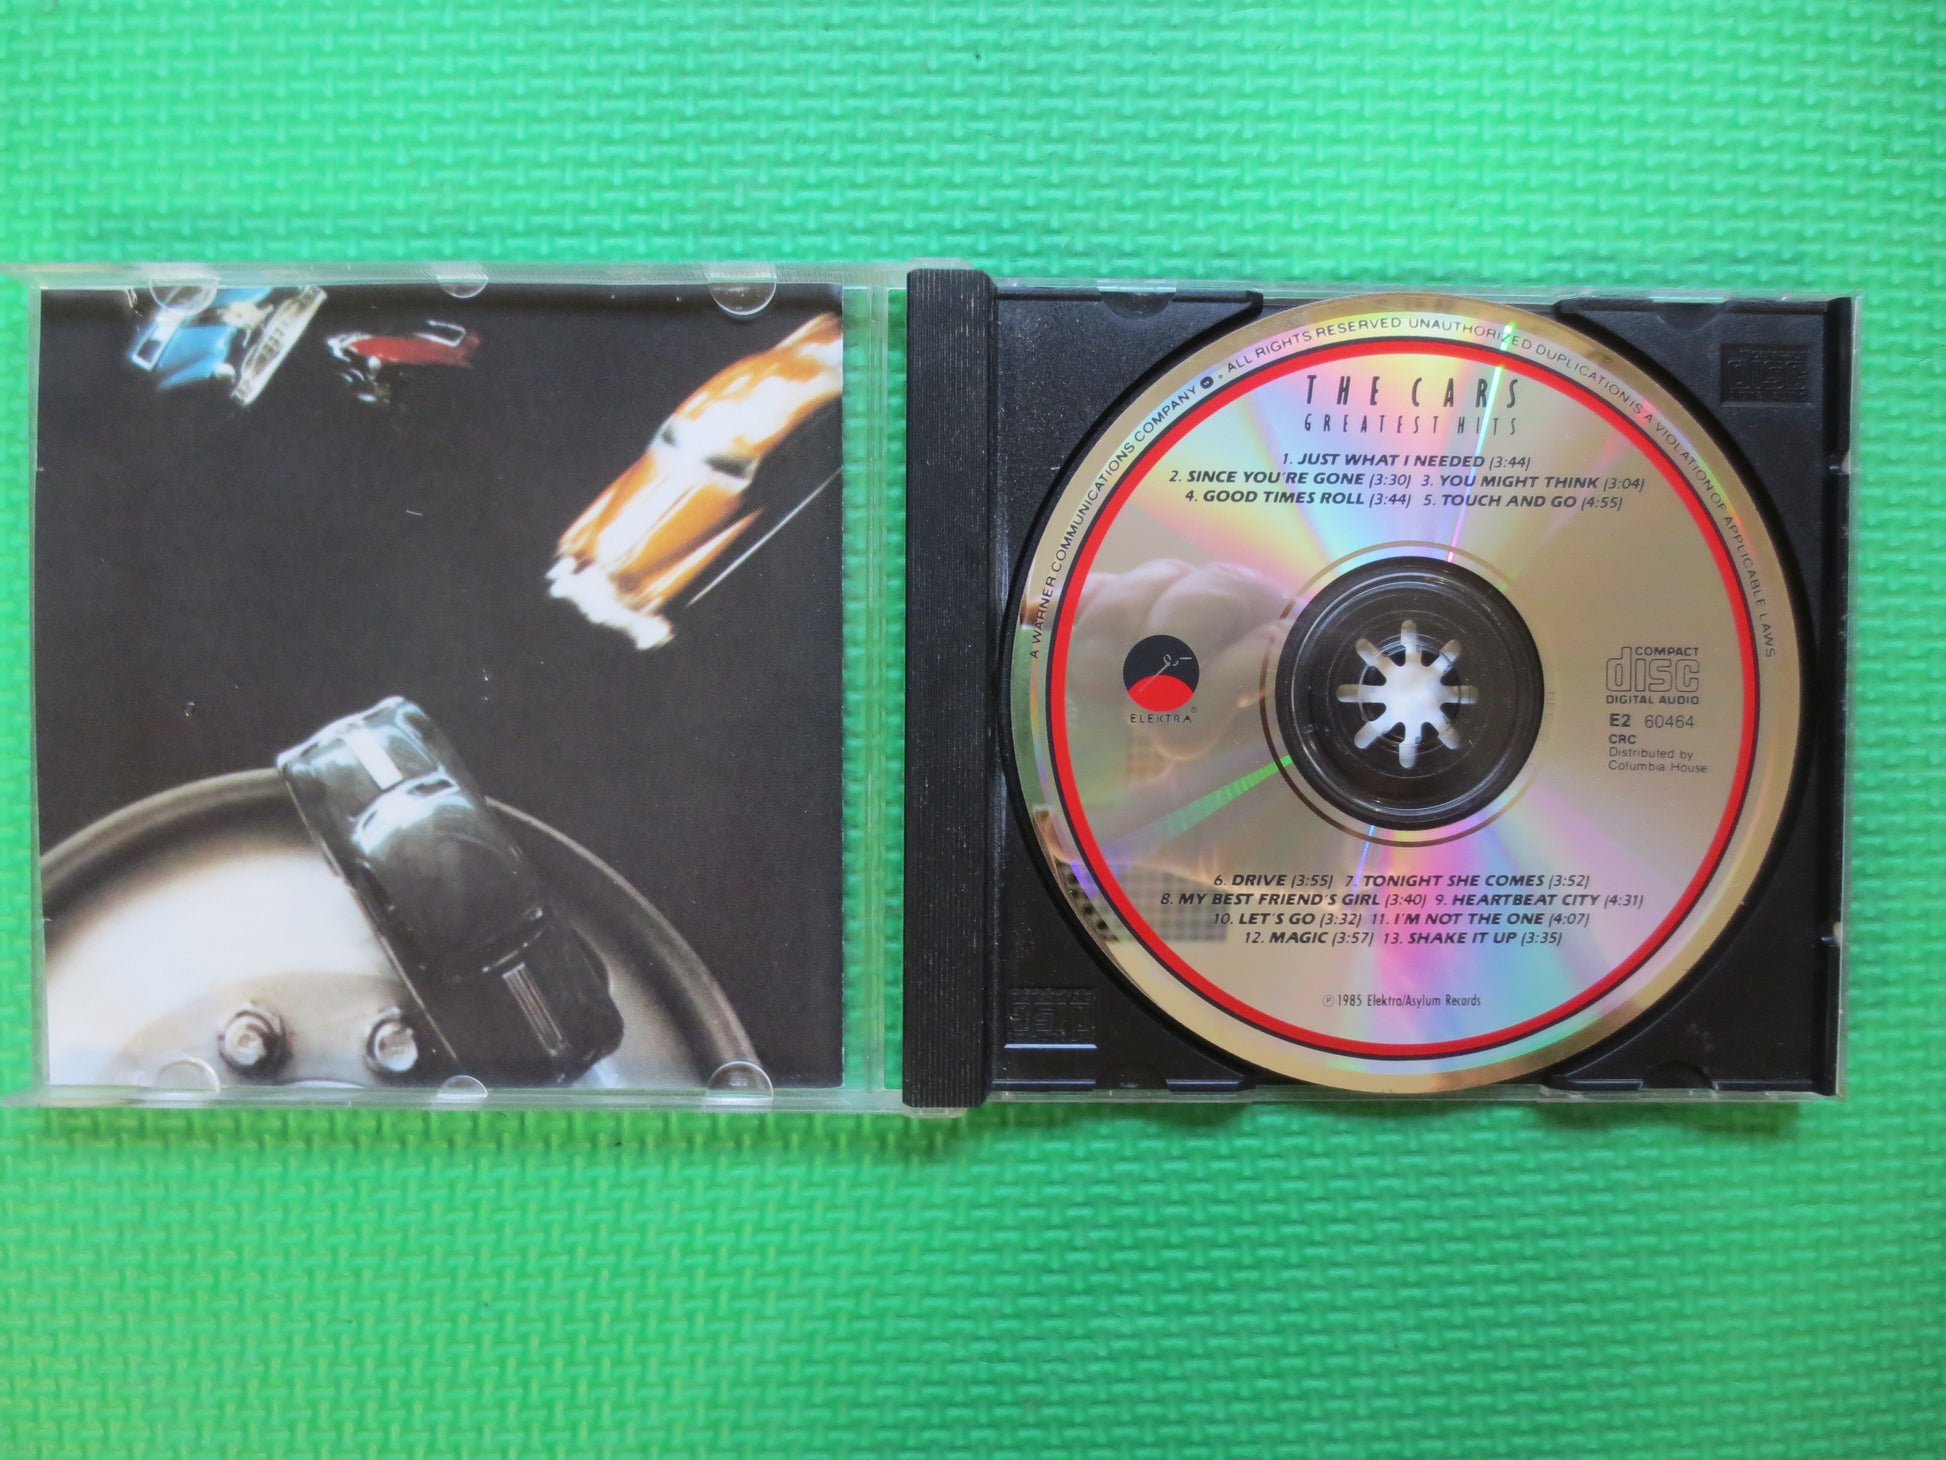 A WARNER COMMUNICATIONS COMPANY · ALL RIGHTS RESERVED UNAUTHORIZED DUPLICATION IS A VIOLATION OF APPLICABLE LAWS
THE CARS
GREATEST HITS
1. JUST WHAT I NEEDED (3:44)
2. SINCE YOU'RE GONE (3:30) 3. YOU MIGHT THINK (3:04)
4. GOOD TIMES ROLL (3:44) 5. TOUCH AND GO (4:55)
ELEKTRA®
COMPACT
disc
DIGITAL AUDIO
E2 60464
CRC
Distributed by
Columbia House
6. DRIVE (3:55) 7. TONIGHT SHE COMES (3:52)
8. MY BEST FRIEND'S GIRL (3:40) 9. HEARTBEAT CITY (4:31)
10. LET'S GO (3:32) 11. I'M NOT THE ONE (4:07)
12. MAGIC (3:57) 13. SHAKE IT UP (3:35)
℗ 1985 Elektra/Asylum Records